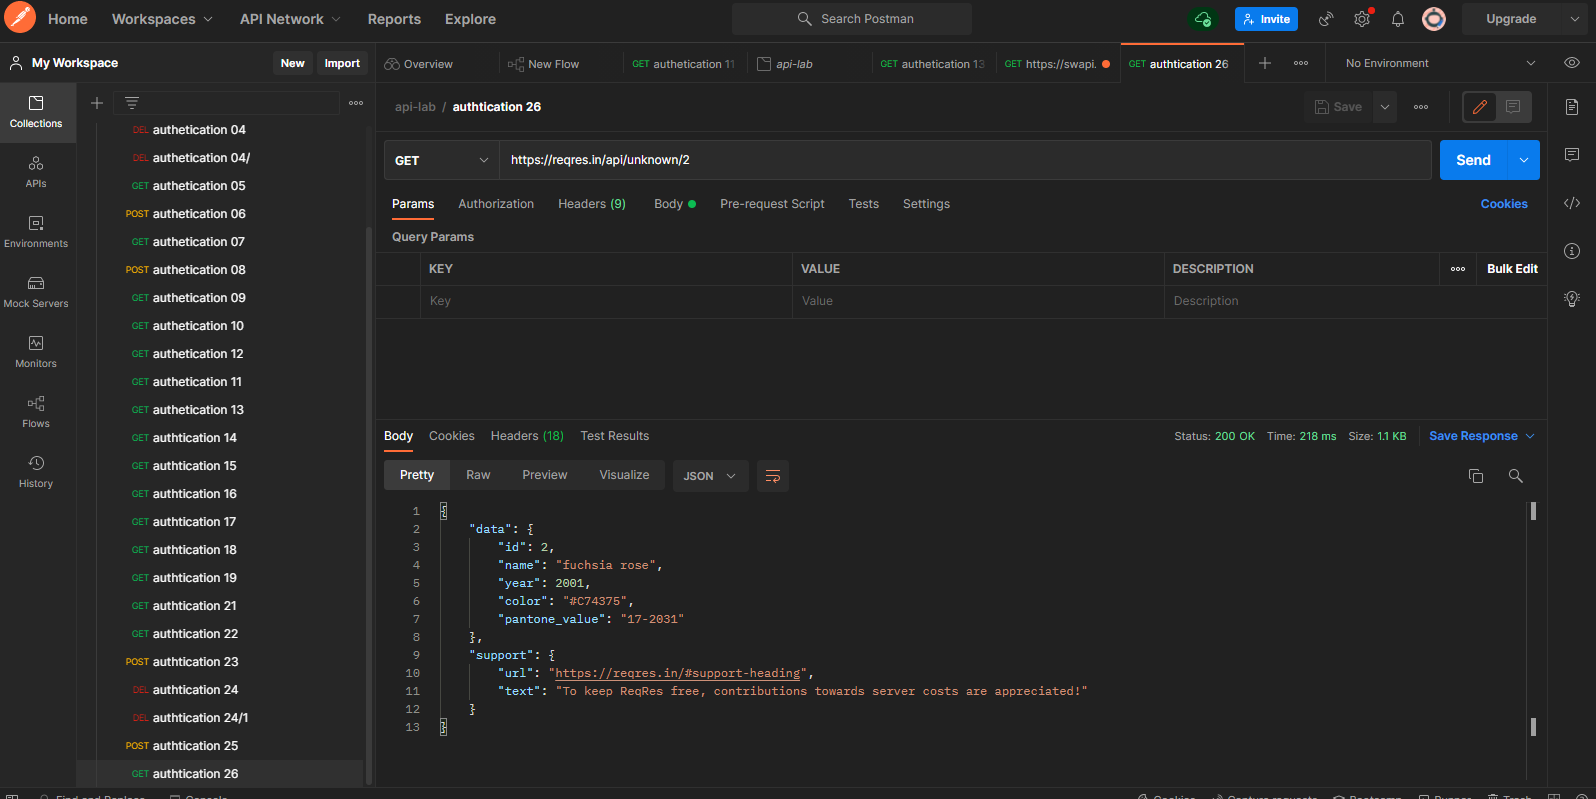 Home Workspaces API Network Reports Explore Search Postman Invite Upgrade
My Workspace New Import Overview New Flow GET authetication 11 api-lab GET authetication 13 GET https://swapi. GET authtication 26 No Environment
Collections
APIs
Environments
Mock Servers
Monitors
Flows
History
DEL authetication 04
DEL authetication 04/
GET authetication 05
POST authetication 06
GET authetication 07
POST authetication 08
GET authetication 09
GET authetication 10
GET authetication 12
GET authetication 11
GET authetication 13
GET authtication 14
GET authtication 15
GET authtication 16
GET authtication 17
GET authtication 18
GET authtication 19
GET authtication 21
GET authtication 22
POST authtication 23
DEL authtication 24
DEL authtication 24/1
POST authtication 25
GET authtication 26
api-lab / authtication 26 Save
GET https://reqres.in/api/unknown/2 Send
Params Authorization Headers (9) Body Pre-request Script Tests Settings Cookies
Query Params
KEY VALUE DESCRIPTION Bulk Edit
Key Value Description
Body Cookies Headers (18) Test Results Status: 200 OK Time: 218 ms Size: 1.1 KB Save Response
Pretty Raw Preview Visualize JSON
1 {
2 "data": {
3 "id": 2,
4 "name": "fuchsia rose",
5 "year": 2001,
6 "color": "#C74375",
7 "pantone_value": "17-2031"
8 },
9 "support": {
10 "url": "https://reqres.in/#support-heading",
11 "text": "To keep ReqRes free, contributions towards server costs are appreciated!"
12 }
13 }
Find and Replace Console Cookies Capture requests Bootcamp Runner Trash